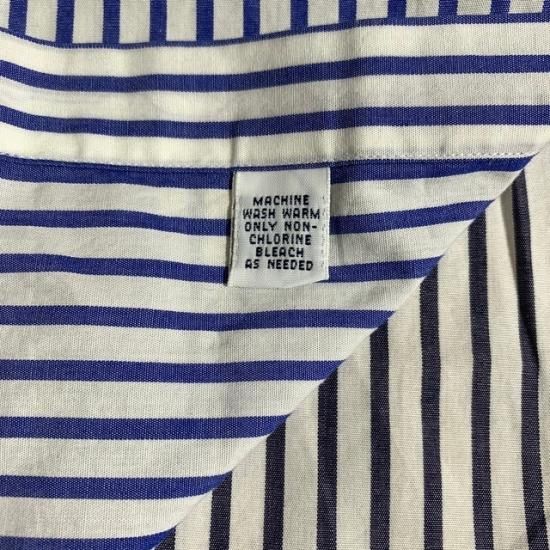 MACHINE
WASH WARM
ONLY NON-
CHLORINE
BLEACH
AS NEEDED